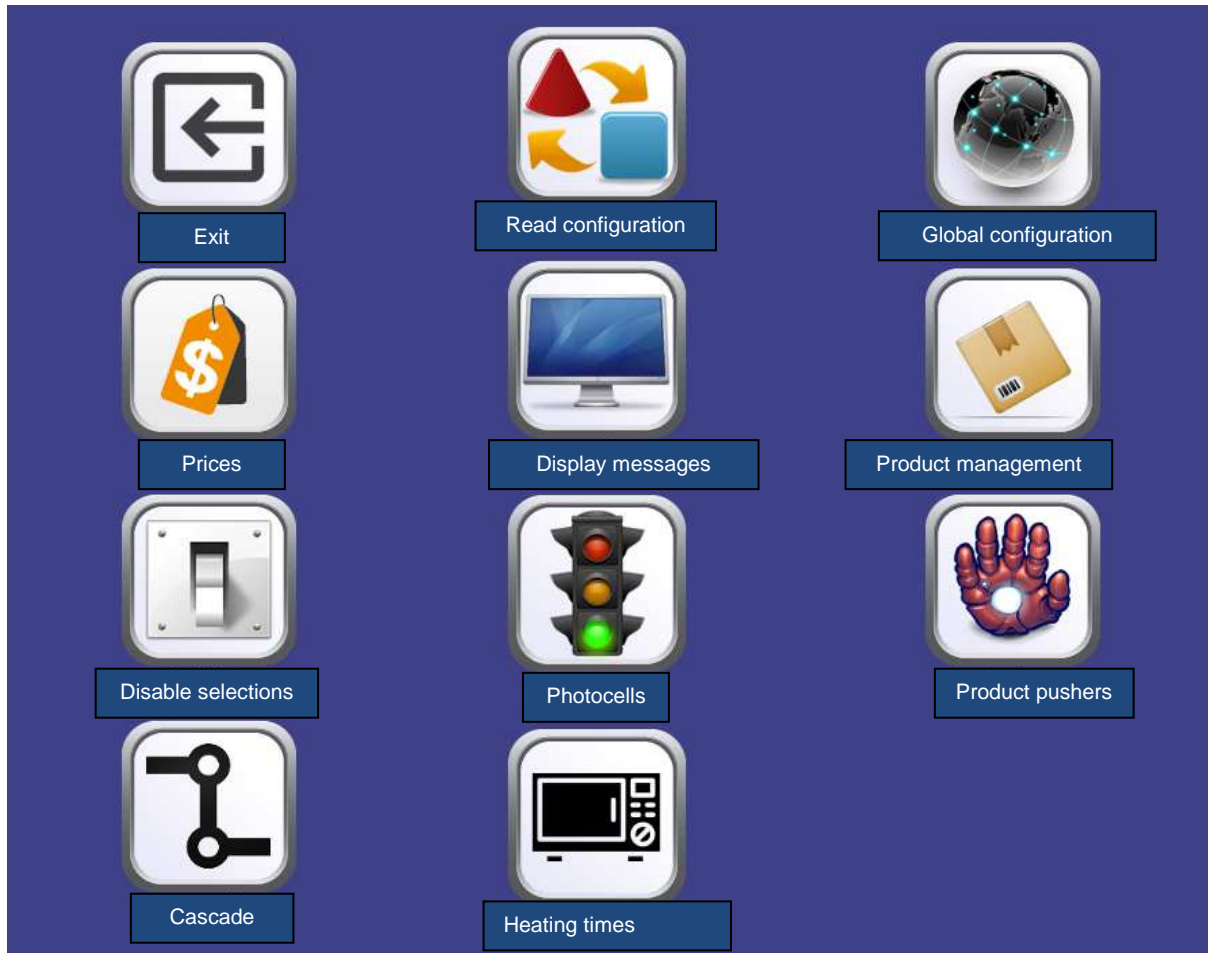 Exit
Read configuration
Global configuration
Prices
Display messages
Product management
Disable selections
Photocells
Product pushers
Cascade
Heating times